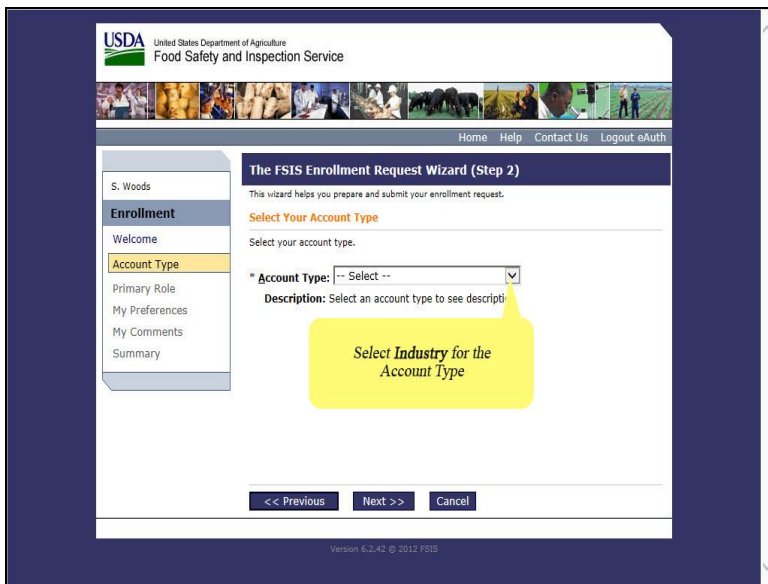 USDA
United States Department of Agriculture
Food Safety and Inspection Service
Home Help Contact Us Logout eAuth
S. Woods
Enrollment
Welcome
Account Type
Primary Role
My Preferences
My Comments
Summary
The FSIS Enrollment Request Wizard (Step 2)
This wizard helps you prepare and submit your enrollment request.
Select Your Account Type
Select your account type.
* Account Type: -- Select --
Description: Select an account type to see descripti
Select Industry for the
Account Type
<< Previous Next >> Cancel
Version 6.2.42 © 2012 FSIS